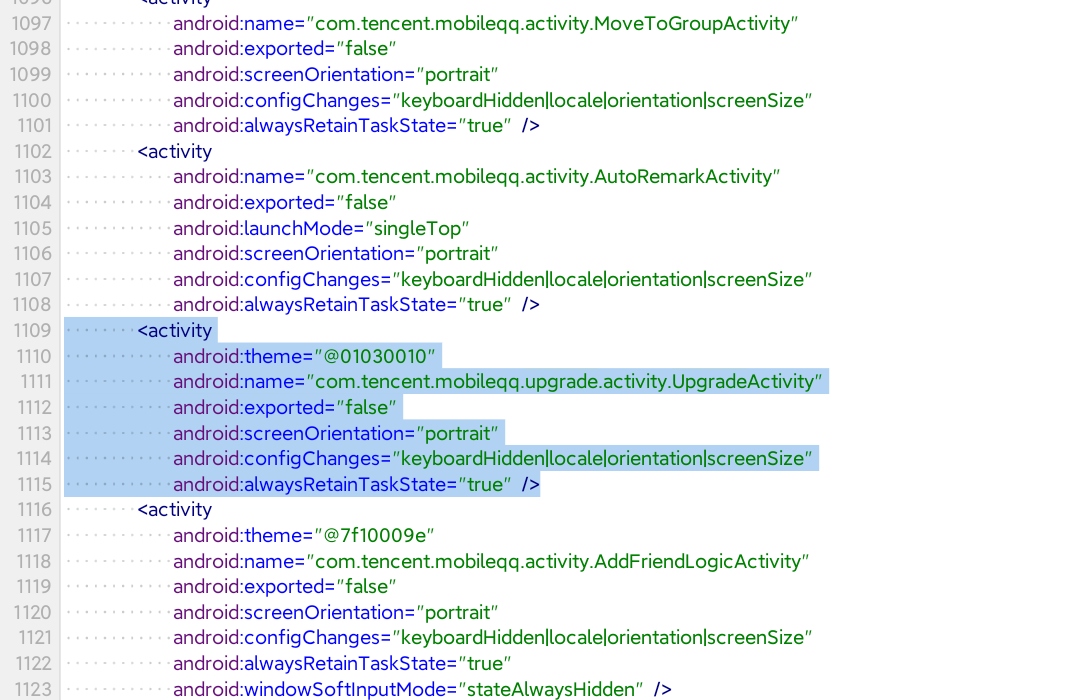 1096 <activity
1097 android:name="com.tencent.mobileqq.activity.MoveToGroupActivity"
1098 android:exported="false"
1099 android:screenOrientation="portrait"
1100 android:configChanges="keyboardHidden|locale|orientation|screenSize"
1101 android:alwaysRetainTaskState="true" />
1102 <activity
1103 android:name="com.tencent.mobileqq.activity.AutoRemarkActivity"
1104 android:exported="false"
1105 android:launchMode="singleTop"
1106 android:screenOrientation="portrait"
1107 android:configChanges="keyboardHidden|locale|orientation|screenSize"
1108 android:alwaysRetainTaskState="true" />
1109 <activity
1110 android:theme="@01030010"
1111 android:name="com.tencent.mobileqq.upgrade.activity.UpgradeActivity"
1112 android:exported="false"
1113 android:screenOrientation="portrait"
1114 android:configChanges="keyboardHidden|locale|orientation|screenSize"
1115 android:alwaysRetainTaskState="true" />
1116 <activity
1117 android:theme="@7f10009e"
1118 android:name="com.tencent.mobileqq.activity.AddFriendLogicActivity"
1119 android:exported="false"
1120 android:screenOrientation="portrait"
1121 android:configChanges="keyboardHidden|locale|orientation|screenSize"
1122 android:alwaysRetainTaskState="true"
1123 android:windowSoftInputMode="stateAlwaysHidden" />